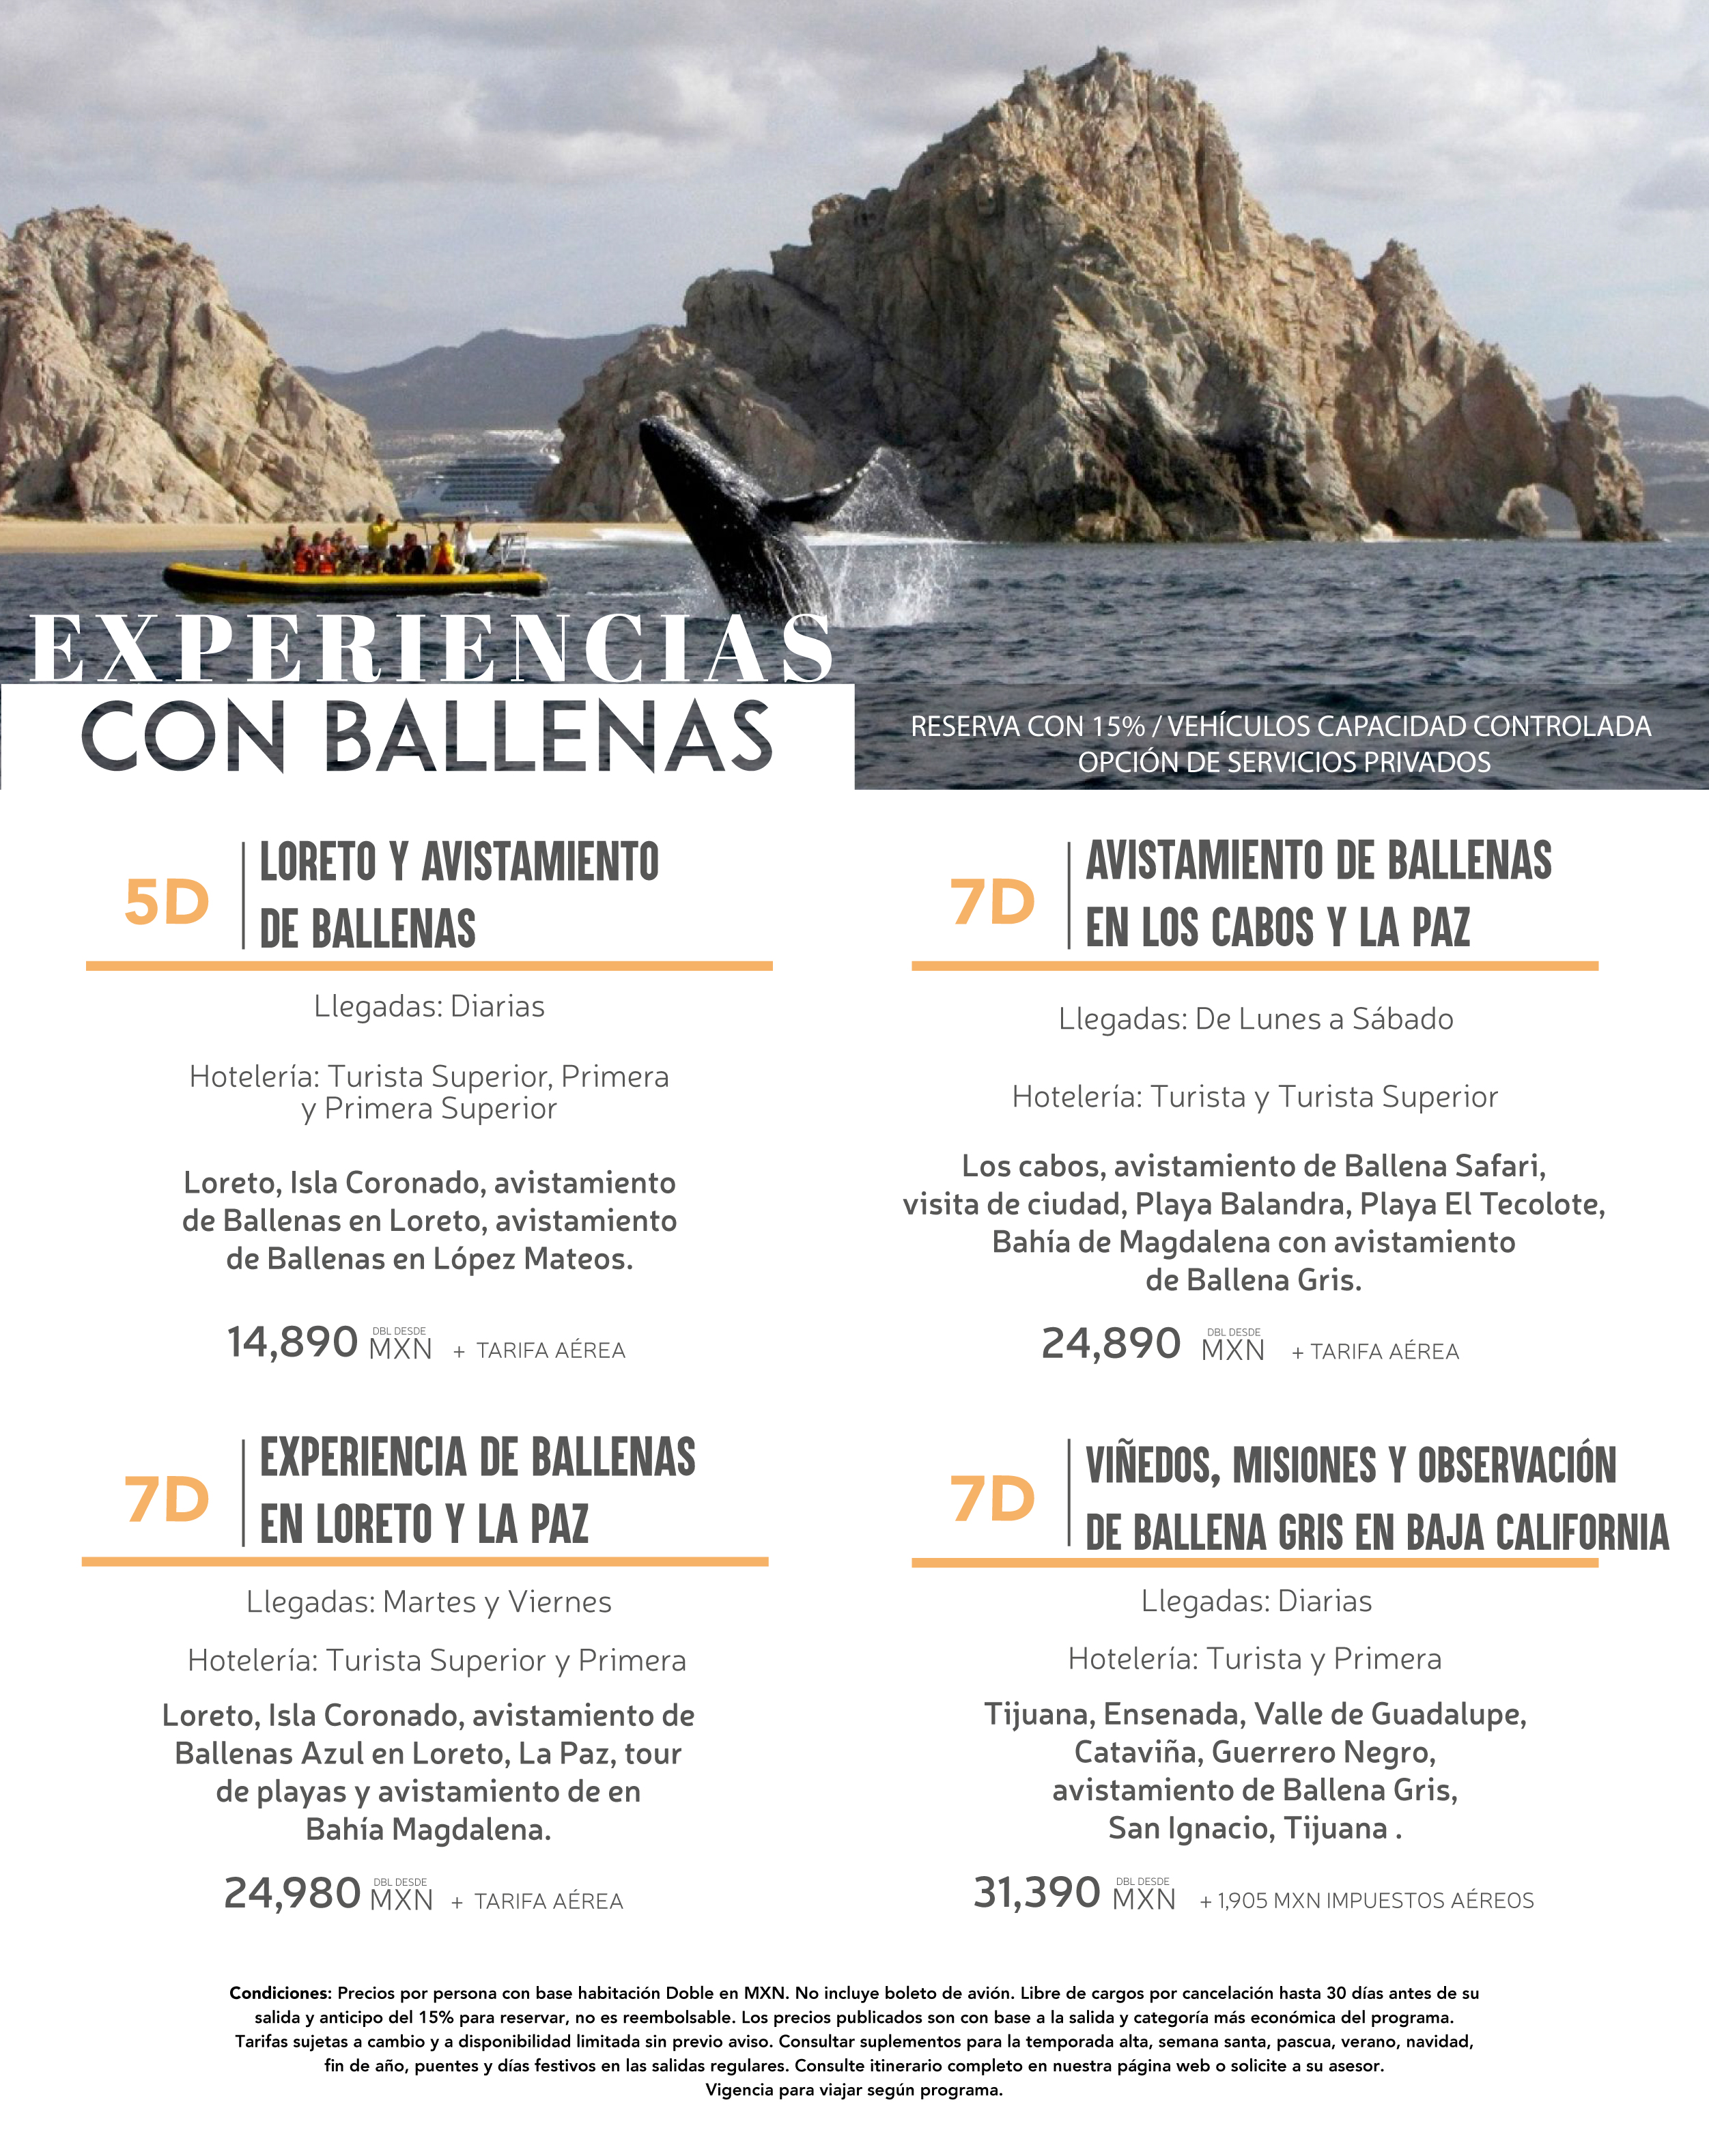 EXPERIENCIAS
CON BALLENAS
RESERVA CON 15% / VEHÍCULOS CAPACIDAD CONTROLADA
OPCIÓN DE SERVICIOS PRIVADOS
5D
LORETO Y AVISTAMIENTO
DE BALLENAS
Llegadas: Diarias
Hotelería: Turista Superior, Primera
y Primera Superior
Loreto, Isla Coronado, avistamiento
de Ballenas en Loreto, avistamiento
de Ballenas en López Mateos.
14,890 DBL DESDE MXN + TARIFA AÉREA
7D
AVISTAMIENTO DE BALLENAS
EN LOS CABOS Y LA PAZ
Llegadas: De Lunes a Sábado
Hotelería: Turista y Turista Superior
Los cabos, avistamiento de Ballena Safari,
visita de ciudad, Playa Balandra, Playa El Tecolote,
Bahía de Magdalena con avistamiento
de Ballena Gris.
24,890 DBL DESDE MXN + TARIFA AÉREA
7D
EXPERIENCIA DE BALLENAS
EN LORETO Y LA PAZ
Llegadas: Martes y Viernes
Hotelería: Turista Superior y Primera
Loreto, Isla Coronado, avistamiento de
Ballenas Azul en Loreto, La Paz, tour
de playas y avistamiento de en
Bahía Magdalena.
24,980 DBL DESDE MXN + TARIFA AÉREA
7D
VIÑEDOS, MISIONES Y OBSERVACIÓN
DE BALLENA GRIS EN BAJA CALIFORNIA
Llegadas: Diarias
Hotelería: Turista y Primera
Tijuana, Ensenada, Valle de Guadalupe,
Cataviña, Guerrero Negro,
avistamiento de Ballena Gris,
San Ignacio, Tijuana .
31,390 DBL DESDE MXN + 1,905 MXN IMPUESTOS AÉREOS
Condiciones: Precios por persona con base habitación Doble en MXN. No incluye boleto de avión. Libre de cargos por cancelación hasta 30 días antes de su
salida y anticipo del 15% para reservar, no es reembolsable. Los precios publicados son con base a la salida y categoría más económica del programa.
Tarifas sujetas a cambio y a disponibilidad limitada sin previo aviso. Consultar suplementos para la temporada alta, semana santa, pascua, verano, navidad,
fin de año, puentes y días festivos en las salidas regulares. Consulte itinerario completo en nuestra página web o solicite a su asesor.
Vigencia para viajar según programa.